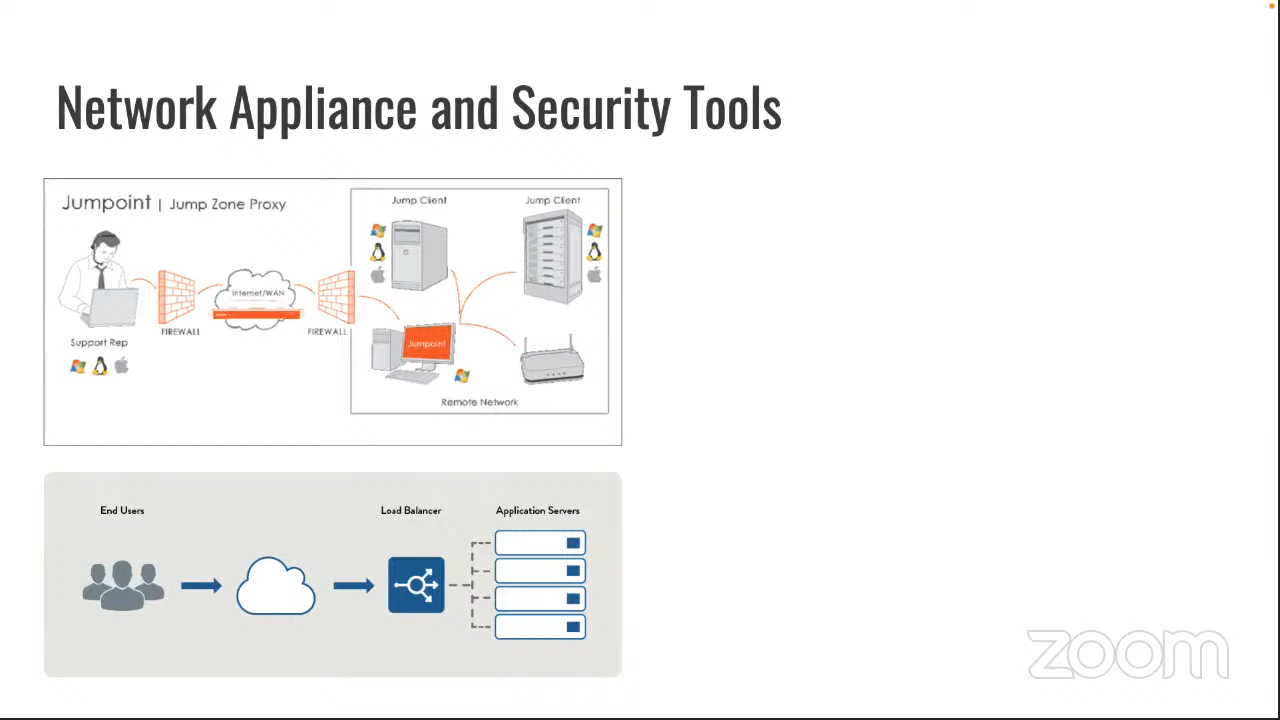 Network Appliance and Security Tools
Jumpoint | Jump Zone Proxy
Jump Client
Jump Client
Internet/WAN
FIREWALL
FIREWALL
Support Rep
Jumpoint
Remote Network
End Users
Load Balancer
Application Servers
zoom